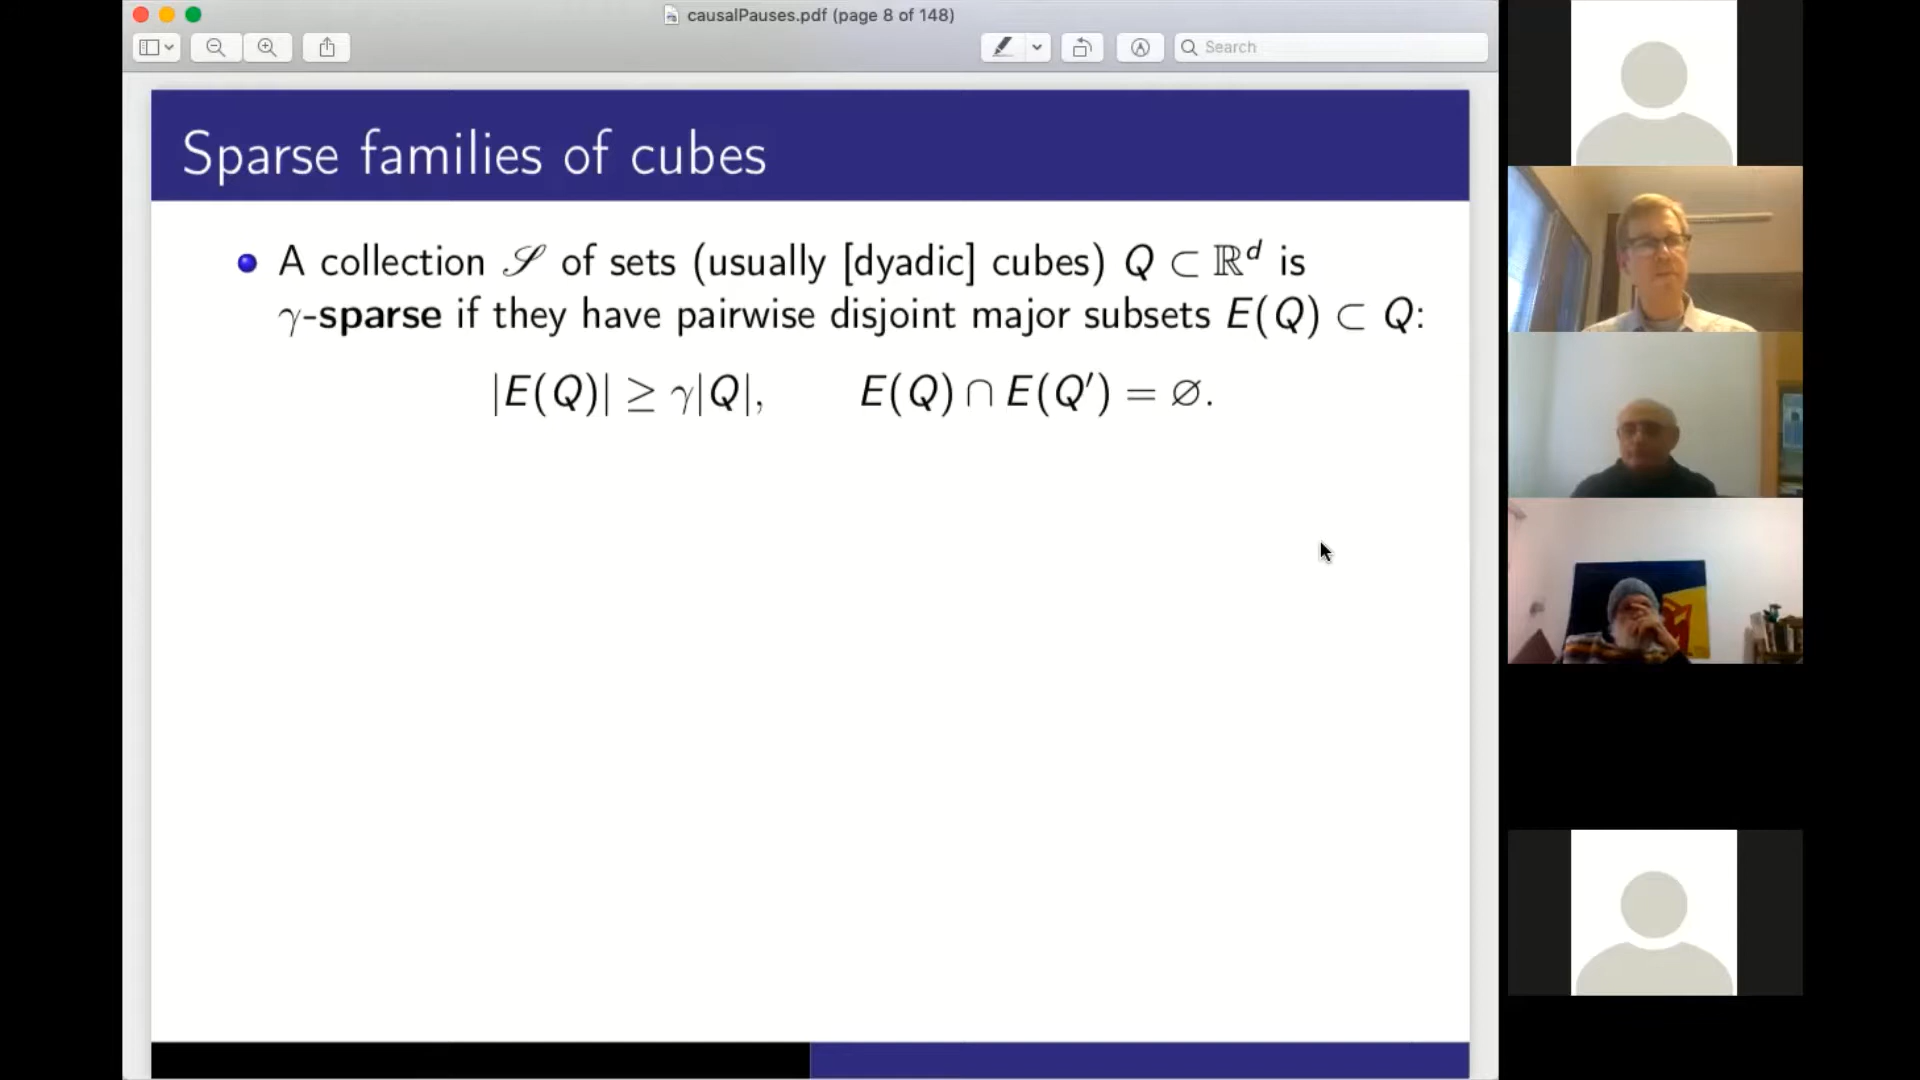 causalPauses.pdf (page 8 of 148)
Search
Sparse families of cubes
A collection 𝒮 of sets (usually [dyadic] cubes) Q ⊂ ℝᵈ is
γ-sparse if they have pairwise disjoint major subsets E(Q) ⊂ Q:
|E(Q)| ≥ γ|Q|, E(Q) ∩ E(Q′) = ∅.